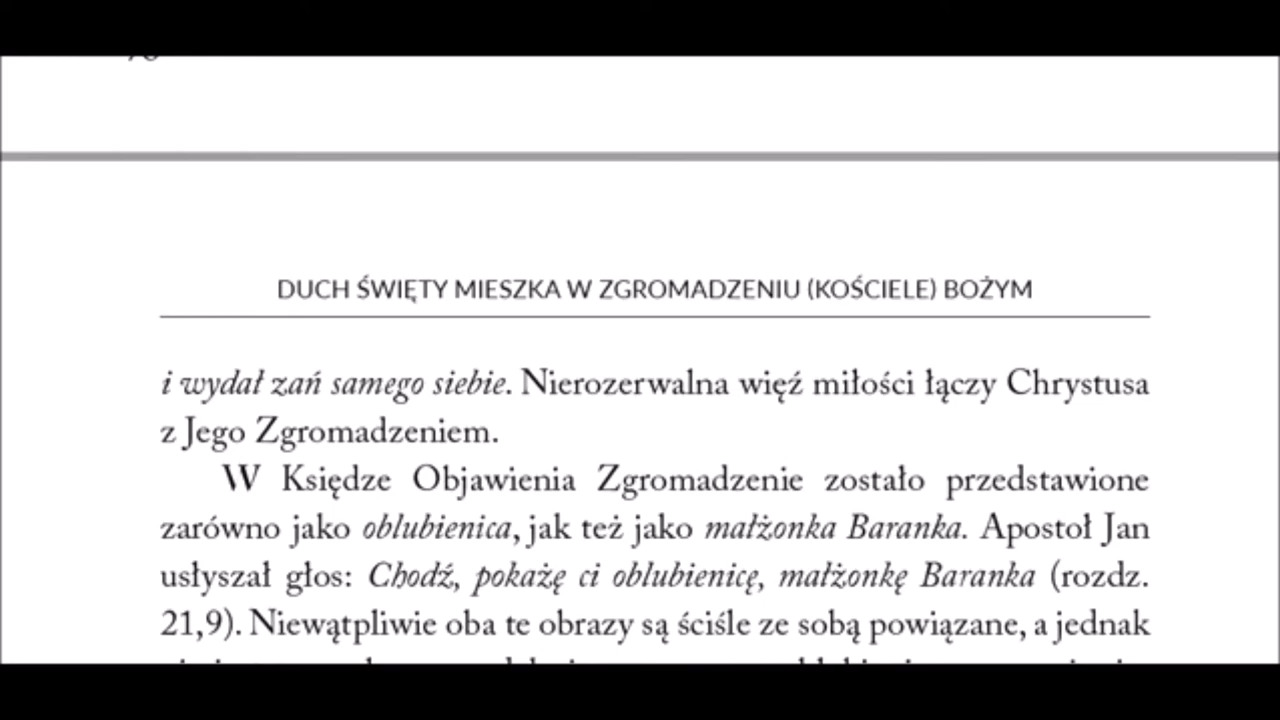 DUCH ŚWIĘTY MIESZKA W ZGROMADZENIU (KOŚCIELE) BOŻYM
i wydał zań samego siebie. Nierozerwalna więź miłości łączy Chrystusa
z Jego Zgromadzeniem.
W Księdze Objawienia Zgromadzenie zostało przedstawione
zarówno jako oblubienica, jak też jako małżonka Baranka. Apostoł Jan
usłyszał głos: Chodź, pokażę ci oblubienicę, małżonkę Baranka (rozdz.
21,9). Niewątpliwie oba te obrazy są ściśle ze sobą powiązane, a jednak